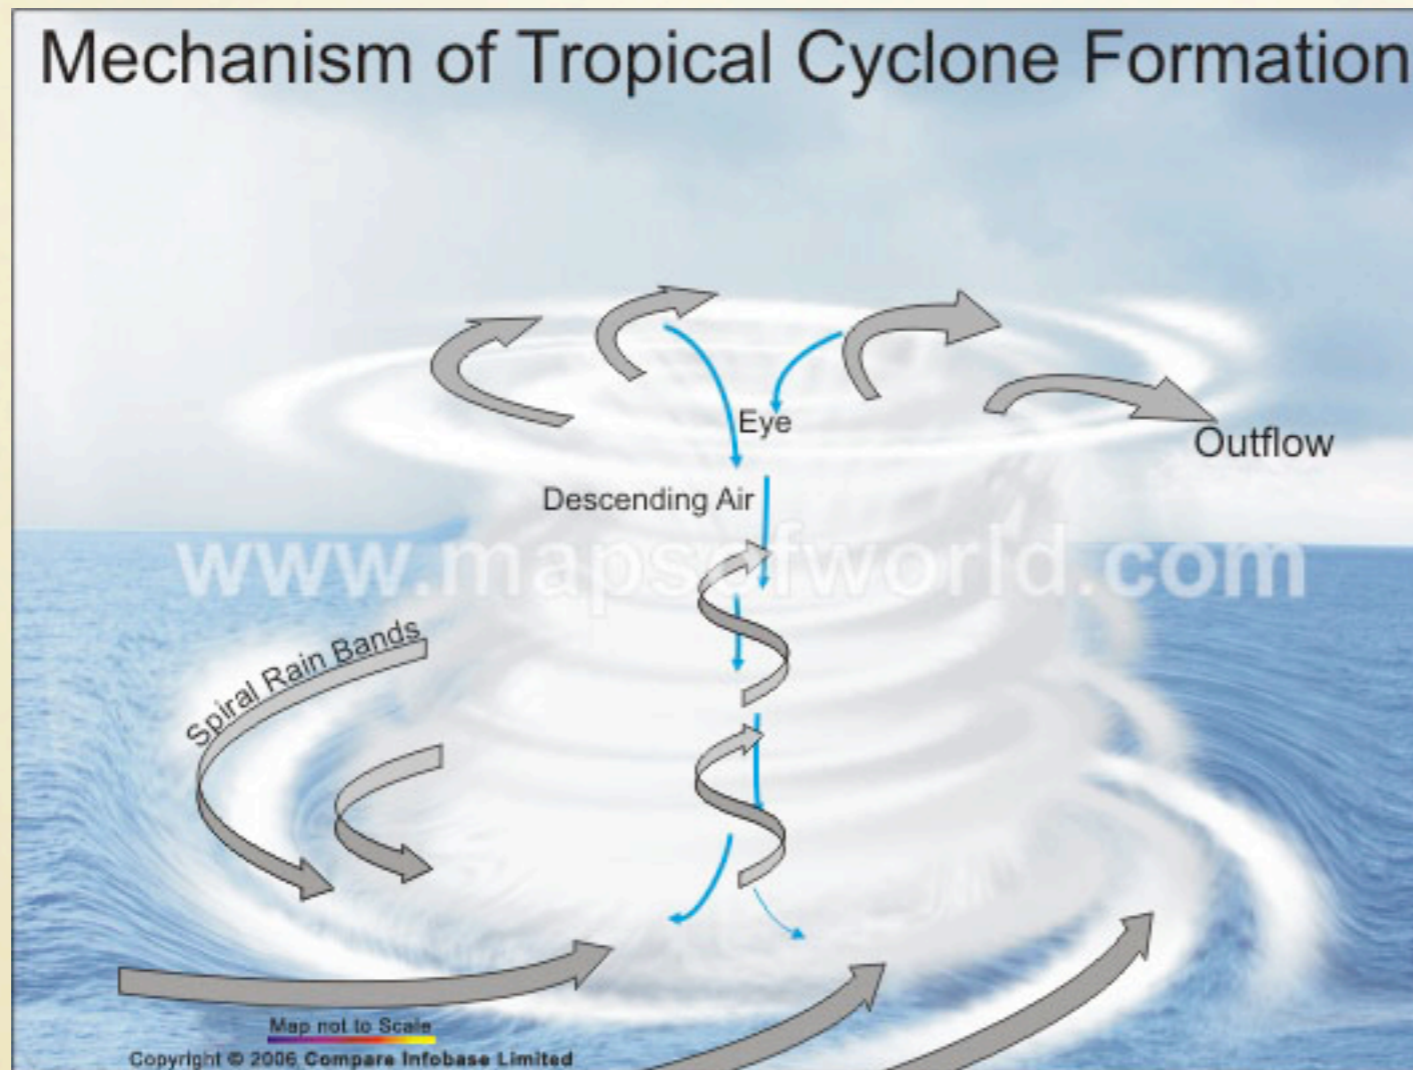 Mechanism of Tropical Cyclone Formation
Eye
Outflow
Descending Air
www.mapsofworld.com
Spiral Rain Bands
Map not to Scale
Copyright © 2006 Compare Infobase Limited